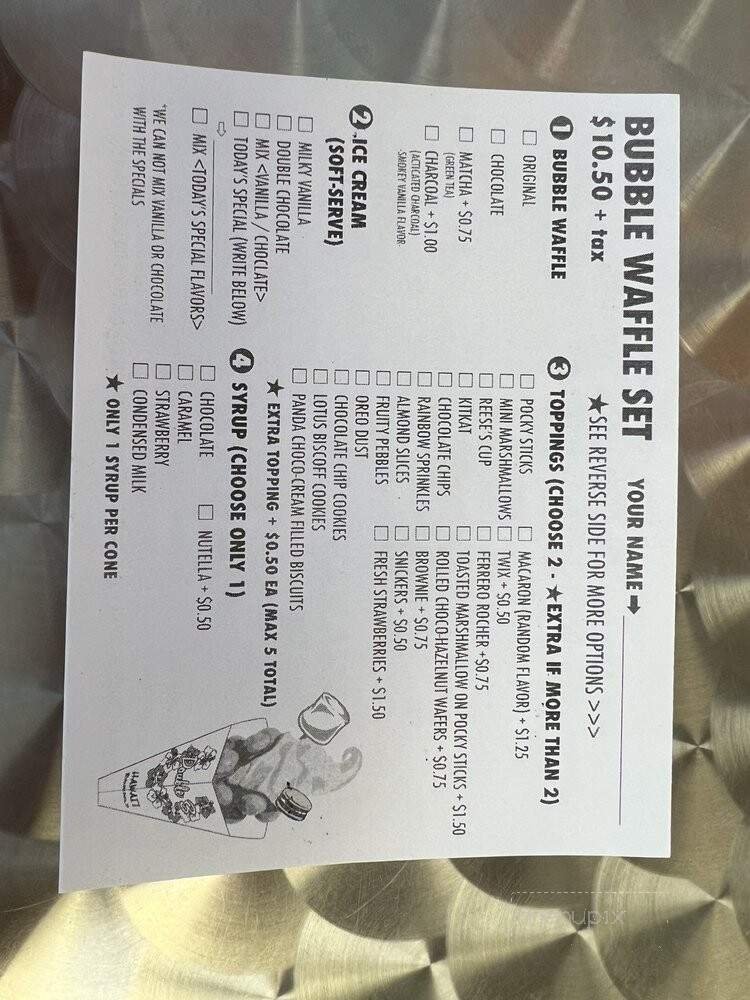 BUBBLE WAFFLE SET
YOUR NAME ➡
$10.50 + tax
★SEE REVERSE SIDE FOR MORE OPTIONS >>>
1 BUBBLE WAFFLE
☐ ORIGINAL
☐ CHOCOLATE
☐ MATCHA + $0.75
(GREEN TEA)
☐ CHARCOAL + $1.00
(ACTICATED CHARCOAL)
-SMOKEY VANILLA FLAVOR-
2 .ICE CREAM
(SOFT-SERVE)
☐ MILKY VANILLA
☐ DOUBLE CHOCOLATE
☐ MIX <VANILLA / CHOCLATE>
☐ TODAY'S SPECIAL (WRITE BELOW)
☐ MIX <TODAY'S SPECIAL FLAVORS>
*WE CAN NOT MIX VANILLA OR CHOCOLATE
WITH THE SPECIALS
3 TOPPINGS (CHOOSE 2 - ★EXTRA IF MORE THAN 2)
☐ POCKY STICKS
☐ MINI MARSHMALLOWS
☐ REESE'S CUP
☐ KITKAT
☐ CHOCOLATE CHIPS
☐ RAINBOW SPRINKLES
☐ ALMOND SLICES
☐ FRUITY PEBBLES
☐ OREO DUST
☐ CHOCOLATE CHIP COOKIES
☐ LOTUS BISCOFF COOKIES
☐ PANDA CHOCO-CREAM FILLED BISCUITS
☐ MACARON (RANDOM FLAVOR) + $1.25
☐ TWIX + $0.50
☐ FERRERO ROCHER +$0.75
☐ TOASTED MARSHMALLOW ON POCKY STICKS + $1.50
☐ ROLLED CHOCO-HAZELNUT WAFERS + $0.75
☐ BROWNIE + $0.75
☐ SNICKERS + $0.50
☐ FRESH STRAWBERRIES + $1.50
★ EXTRA TOPPING + $0.50 EA (MAX 5 TOTAL)
4 SYRUP (CHOOSE ONLY 1)
☐ CHOCOLATE
☐ CARAMEL
☐ STRAWBERRY
☐ CONDENSED MILK
☐ NUTELLA + $0.50
★ ONLY 1 SYRUP PER CONE
HAWAII
menupix